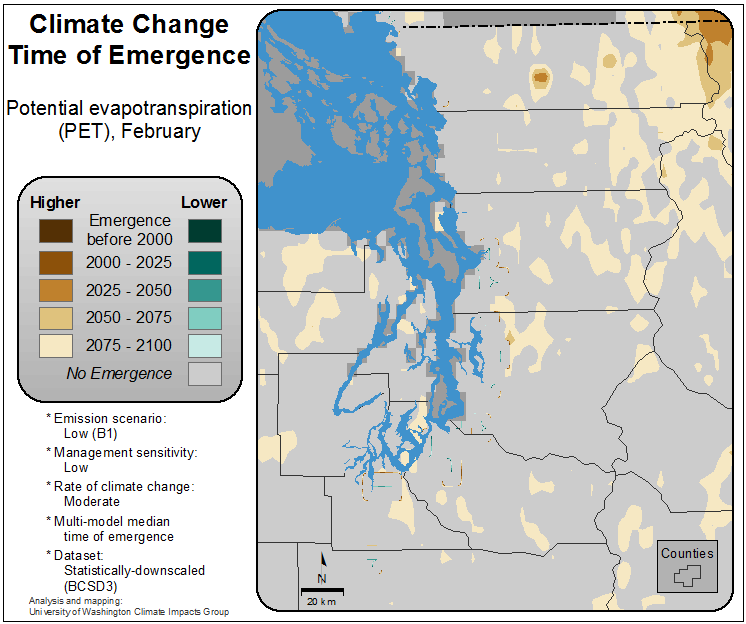 Climate Change
Time of Emergence
Potential evapotranspiration
(PET), February
Higher
Lower
Emergence
before 2000
2000 - 2025
2025 - 2050
2050 - 2075
2075 - 2100
No Emergence
* Emission scenario:
Low (B1)
* Management sensitivity:
Low
* Rate of climate change:
Moderate
* Multi-model median
time of emergence
* Dataset:
Statistically-downscaled
(BCSD3)
Analysis and mapping:
University of Washington Climate Impacts Group
N
20 km
Counties